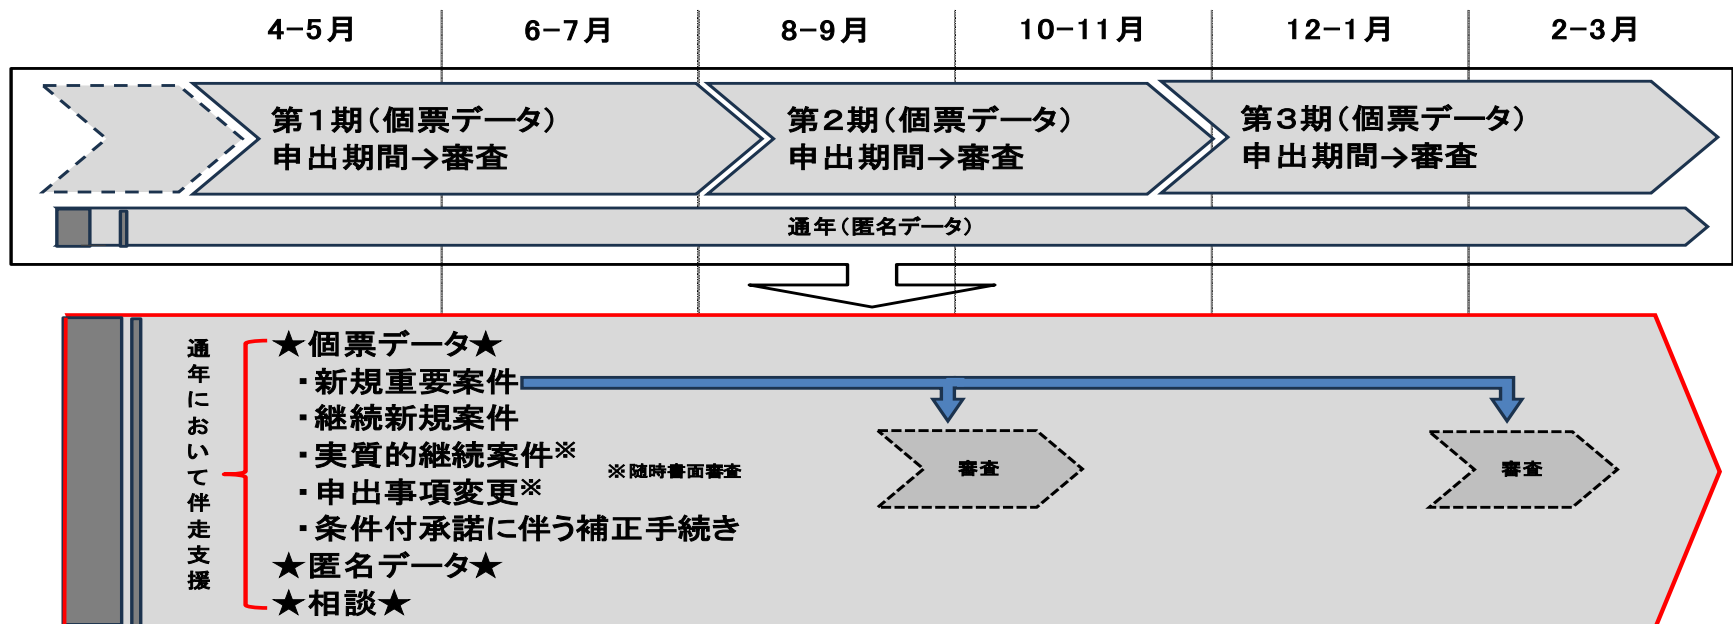 4−5月
6−7月
8−9月
10−11月
12−1月
2−3月
第１期（個票データ）
申出期間→審査
第２期（個票データ）
申出期間→審査
第３期（個票データ）
申出期間→審査
通年（匿名データ）
通年において伴走支援
★個票データ★
・新規重要案件
・継続新規案件
・実質的継続案件※
※随時書面審査
・申出事項変更※
・条件付承諾に伴う補正手続き
★匿名データ★
★相談★
審査
審査